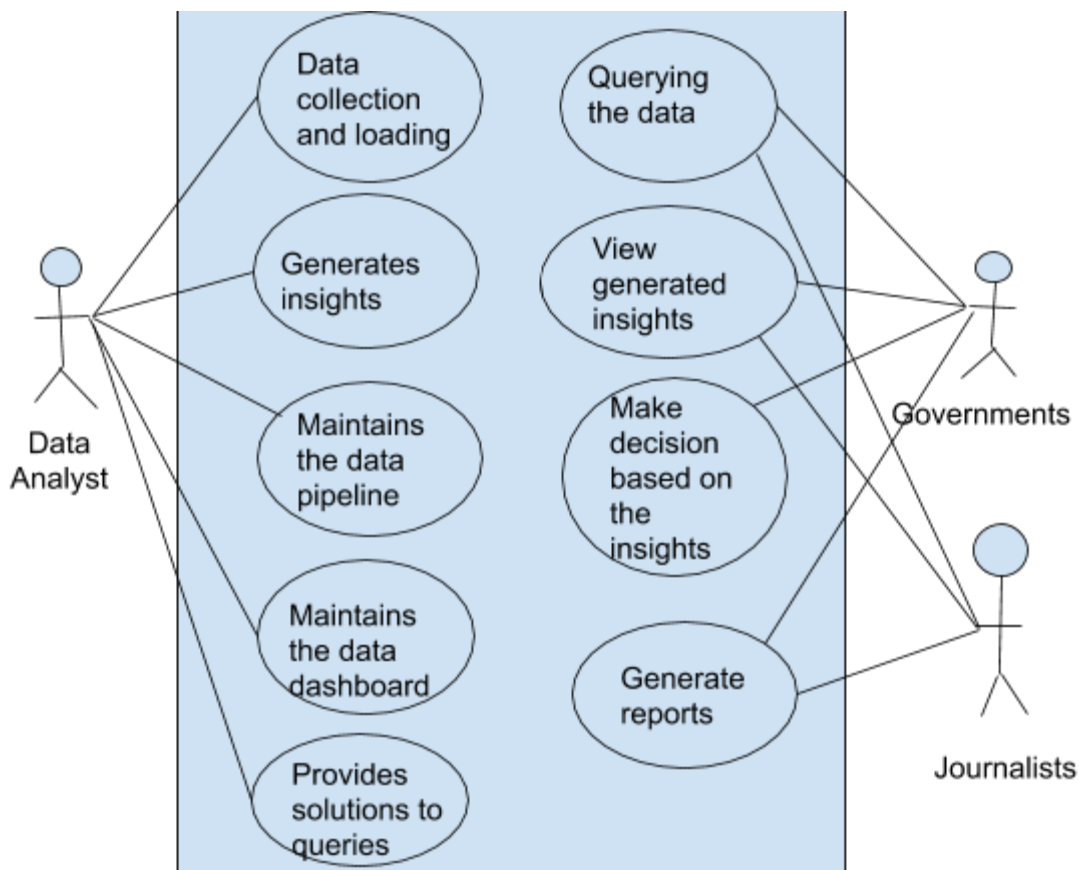 Data
collection
and loading
Generates
insights
Maintains
the data
pipeline
Maintains
the data
dashboard
Provides
solutions to
queries
Querying
the data
View
generated
insights
Make
decision
based on
the
insights
Generate
reports
Data
Analyst
Governments
Journalists